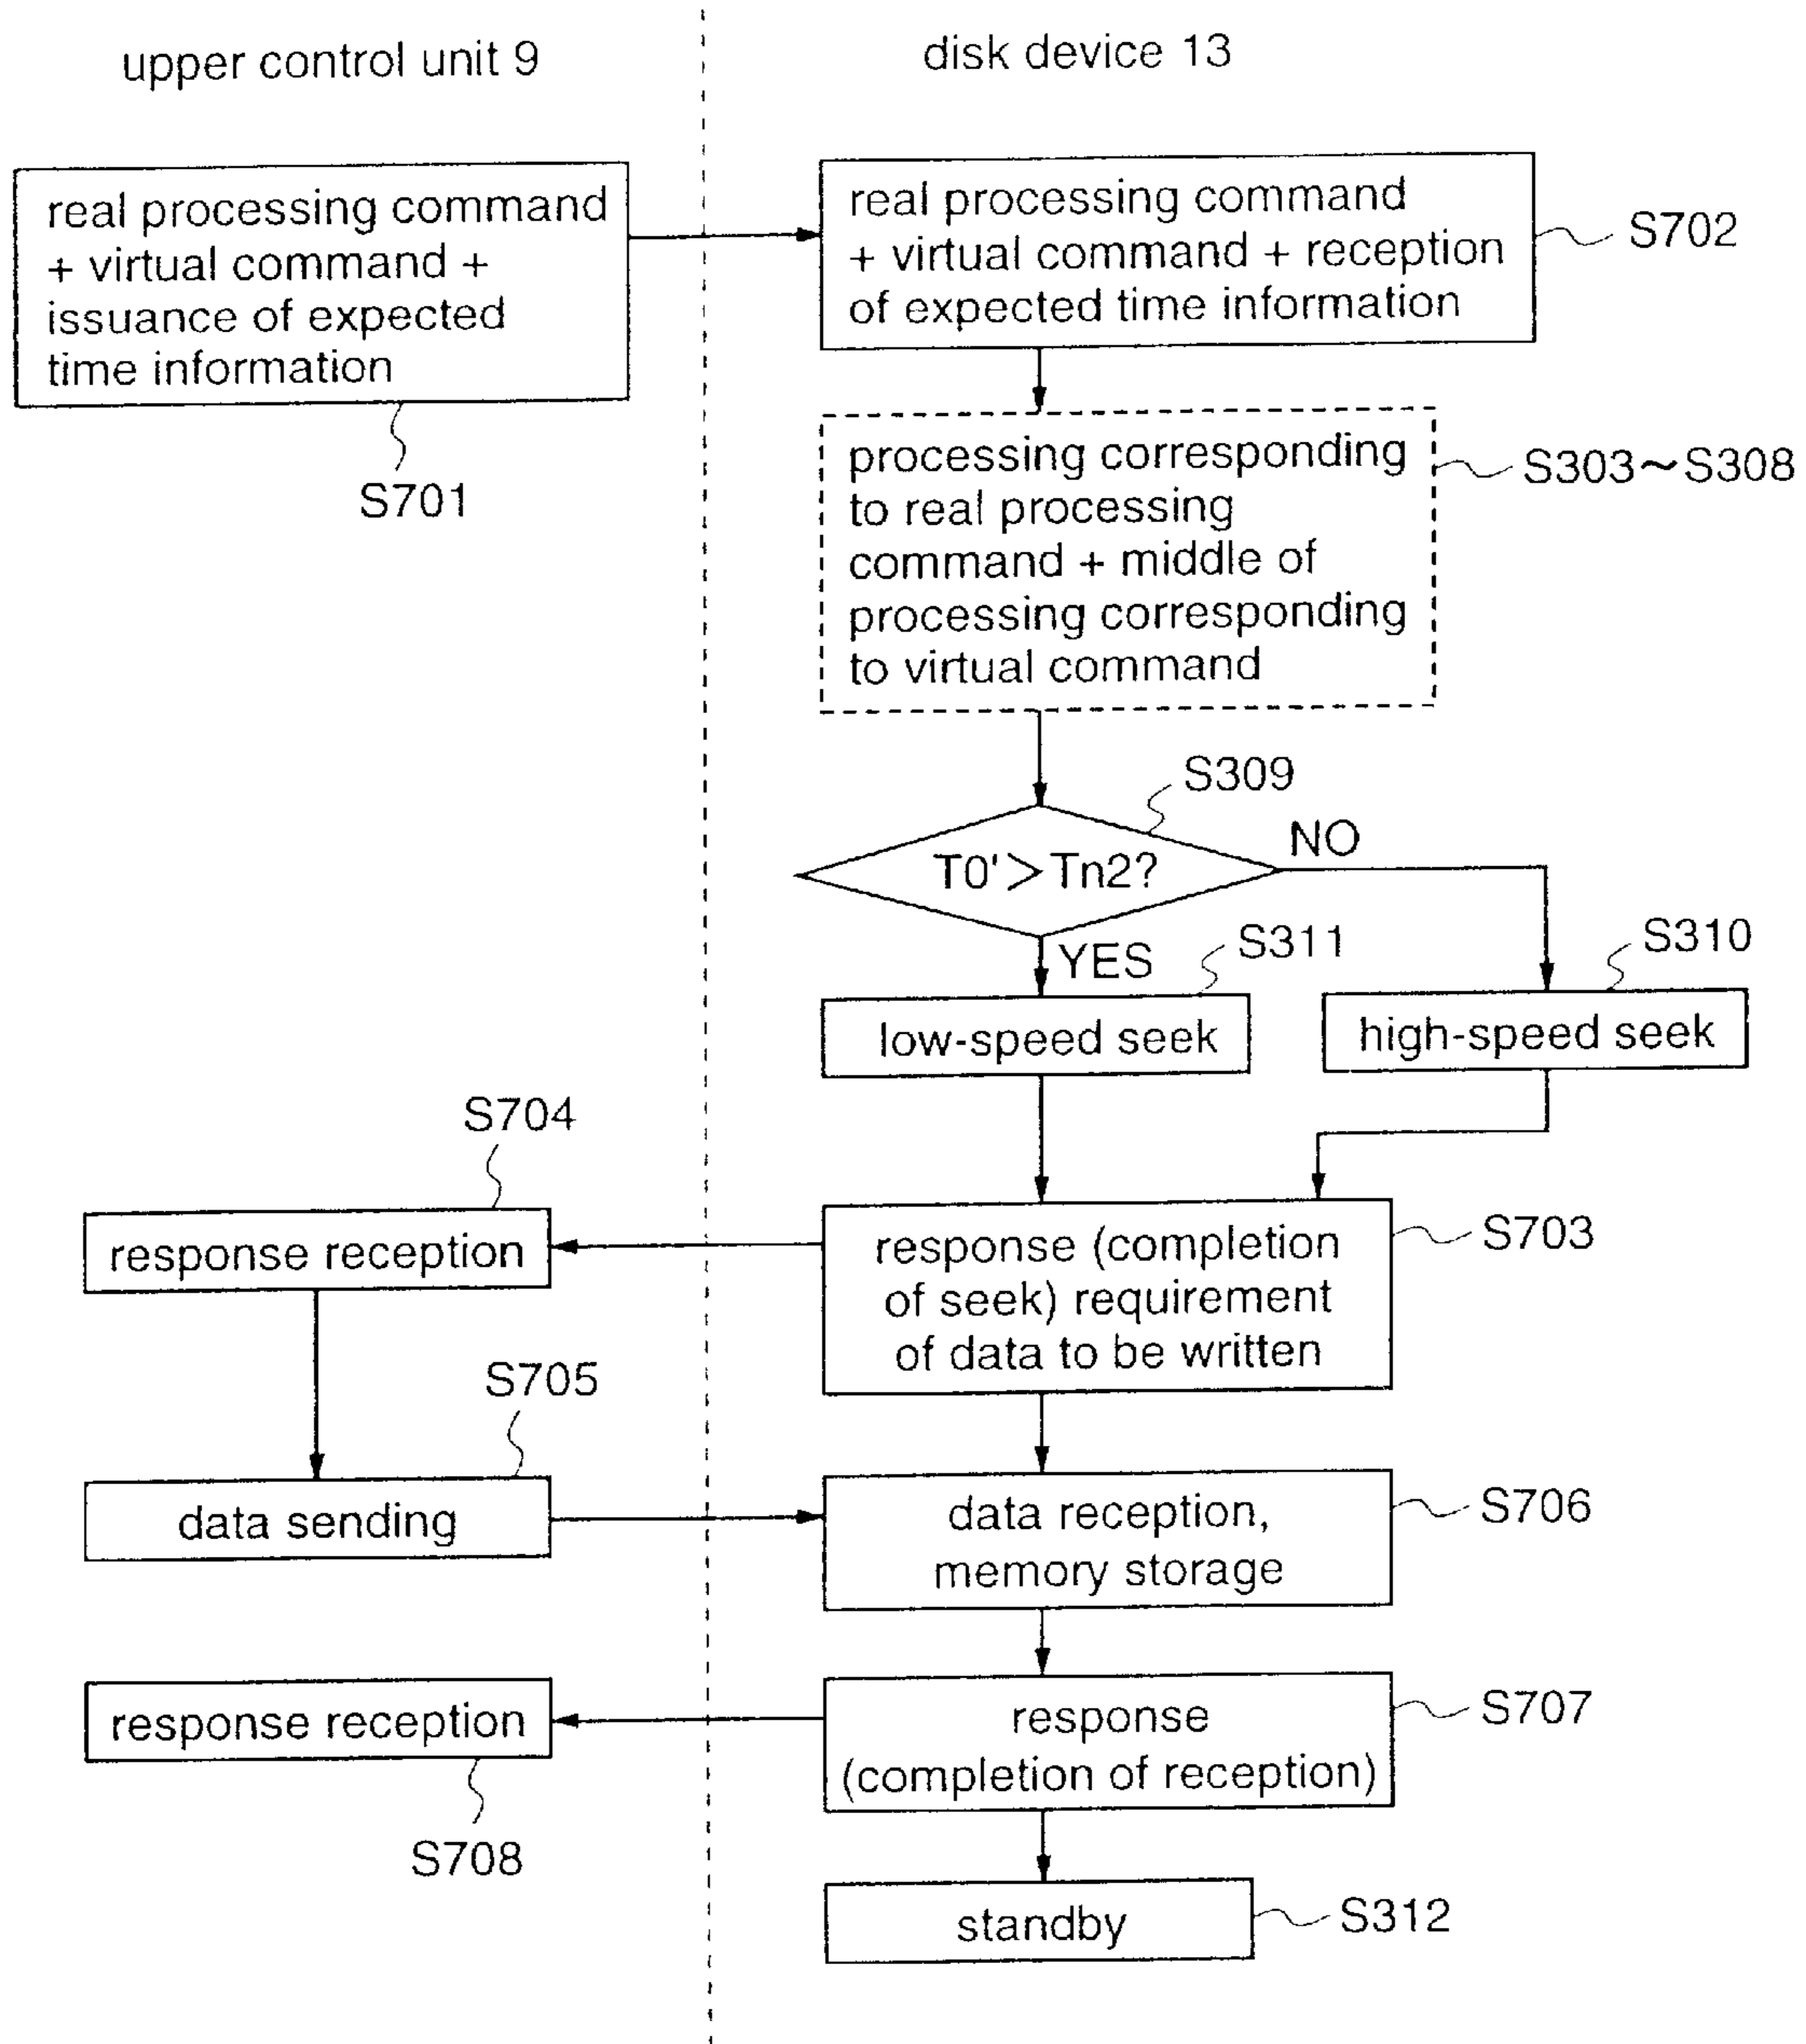 upper control unit 9
disk device 13
real processing command
+ virtual command +
issuance of expected
time information
S701
real processing command
+ virtual command + reception
of expected time information
S702
processing corresponding
to real processing
command + middle of
processing corresponding
to virtual command
S303~S308
S309
T0'>Tn2?
NO
YES
S311
S310
low-speed seek
high-speed seek
S704
response reception
response (completion
of seek) requirement
of data to be written
S703
S705
data sending
data reception,
memory storage
S706
response reception
S708
response
(completion of reception)
S707
standby
S312